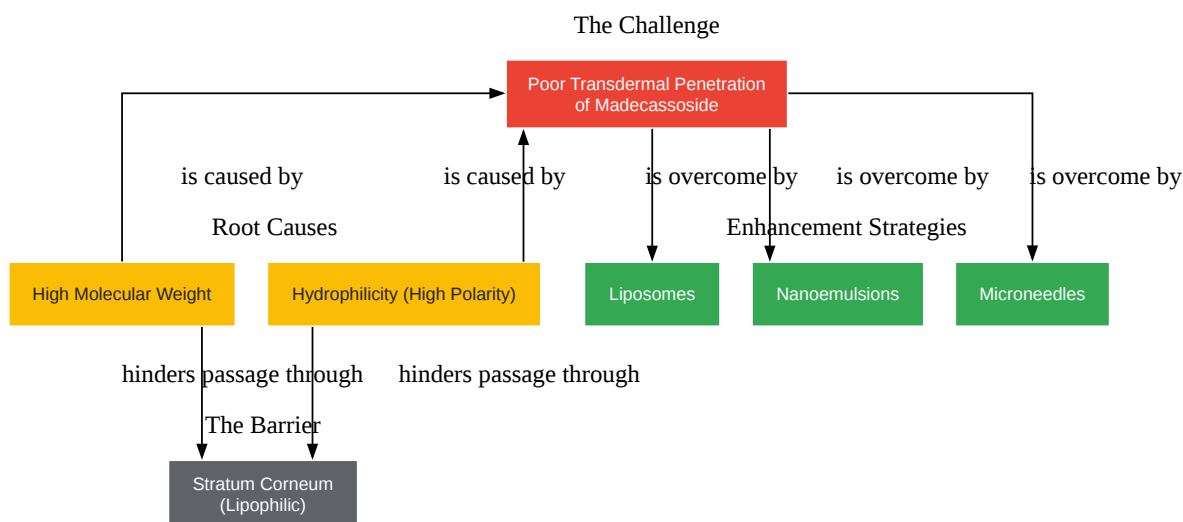 The Challenge
Poor Transdermal Penetration
of Madecassoside
is caused by
is caused by
is overcome by
is overcome by
is overcome by
Root Causes
Enhancement Strategies
High Molecular Weight
Hydrophilicity (High Polarity)
Liposomes
Nanoemulsions
Microneedles
hinders passage through
hinders passage through
The Barrier
Stratum Corneum
(Lipophilic)